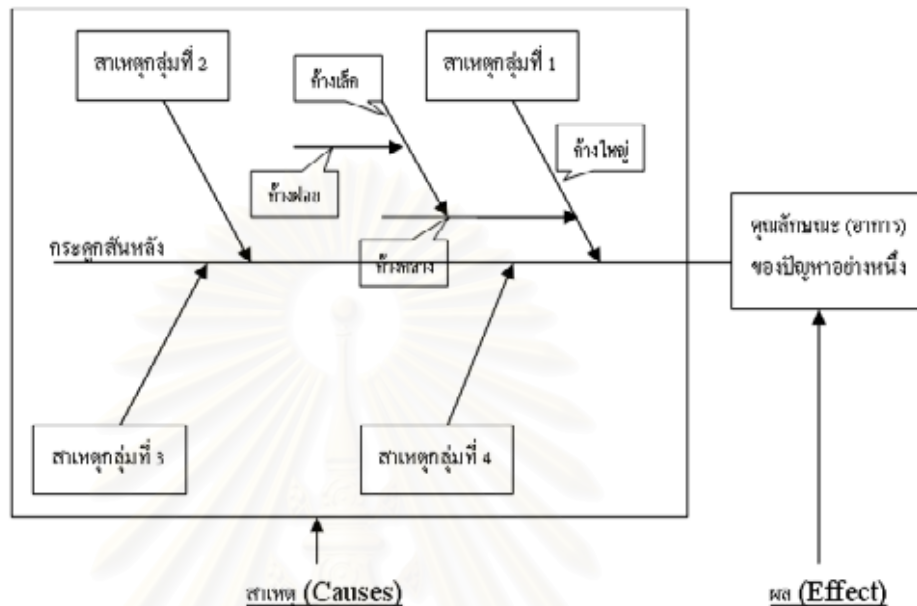 สาเหตุกลุ่มที่ 2
ก้างเล็ก
สาเหตุกลุ่มที่ 1
ก้างใหญ่
ก้างฝอย
กระดูกสันหลัง
ก้างกลาง
คุณลักษณะ (อาการ)
ของปัญหาอย่างหนึ่ง
สาเหตุกลุ่มที่ 3
สาเหตุกลุ่มที่ 4
สาเหตุ (Causes)
ผล (Effect)